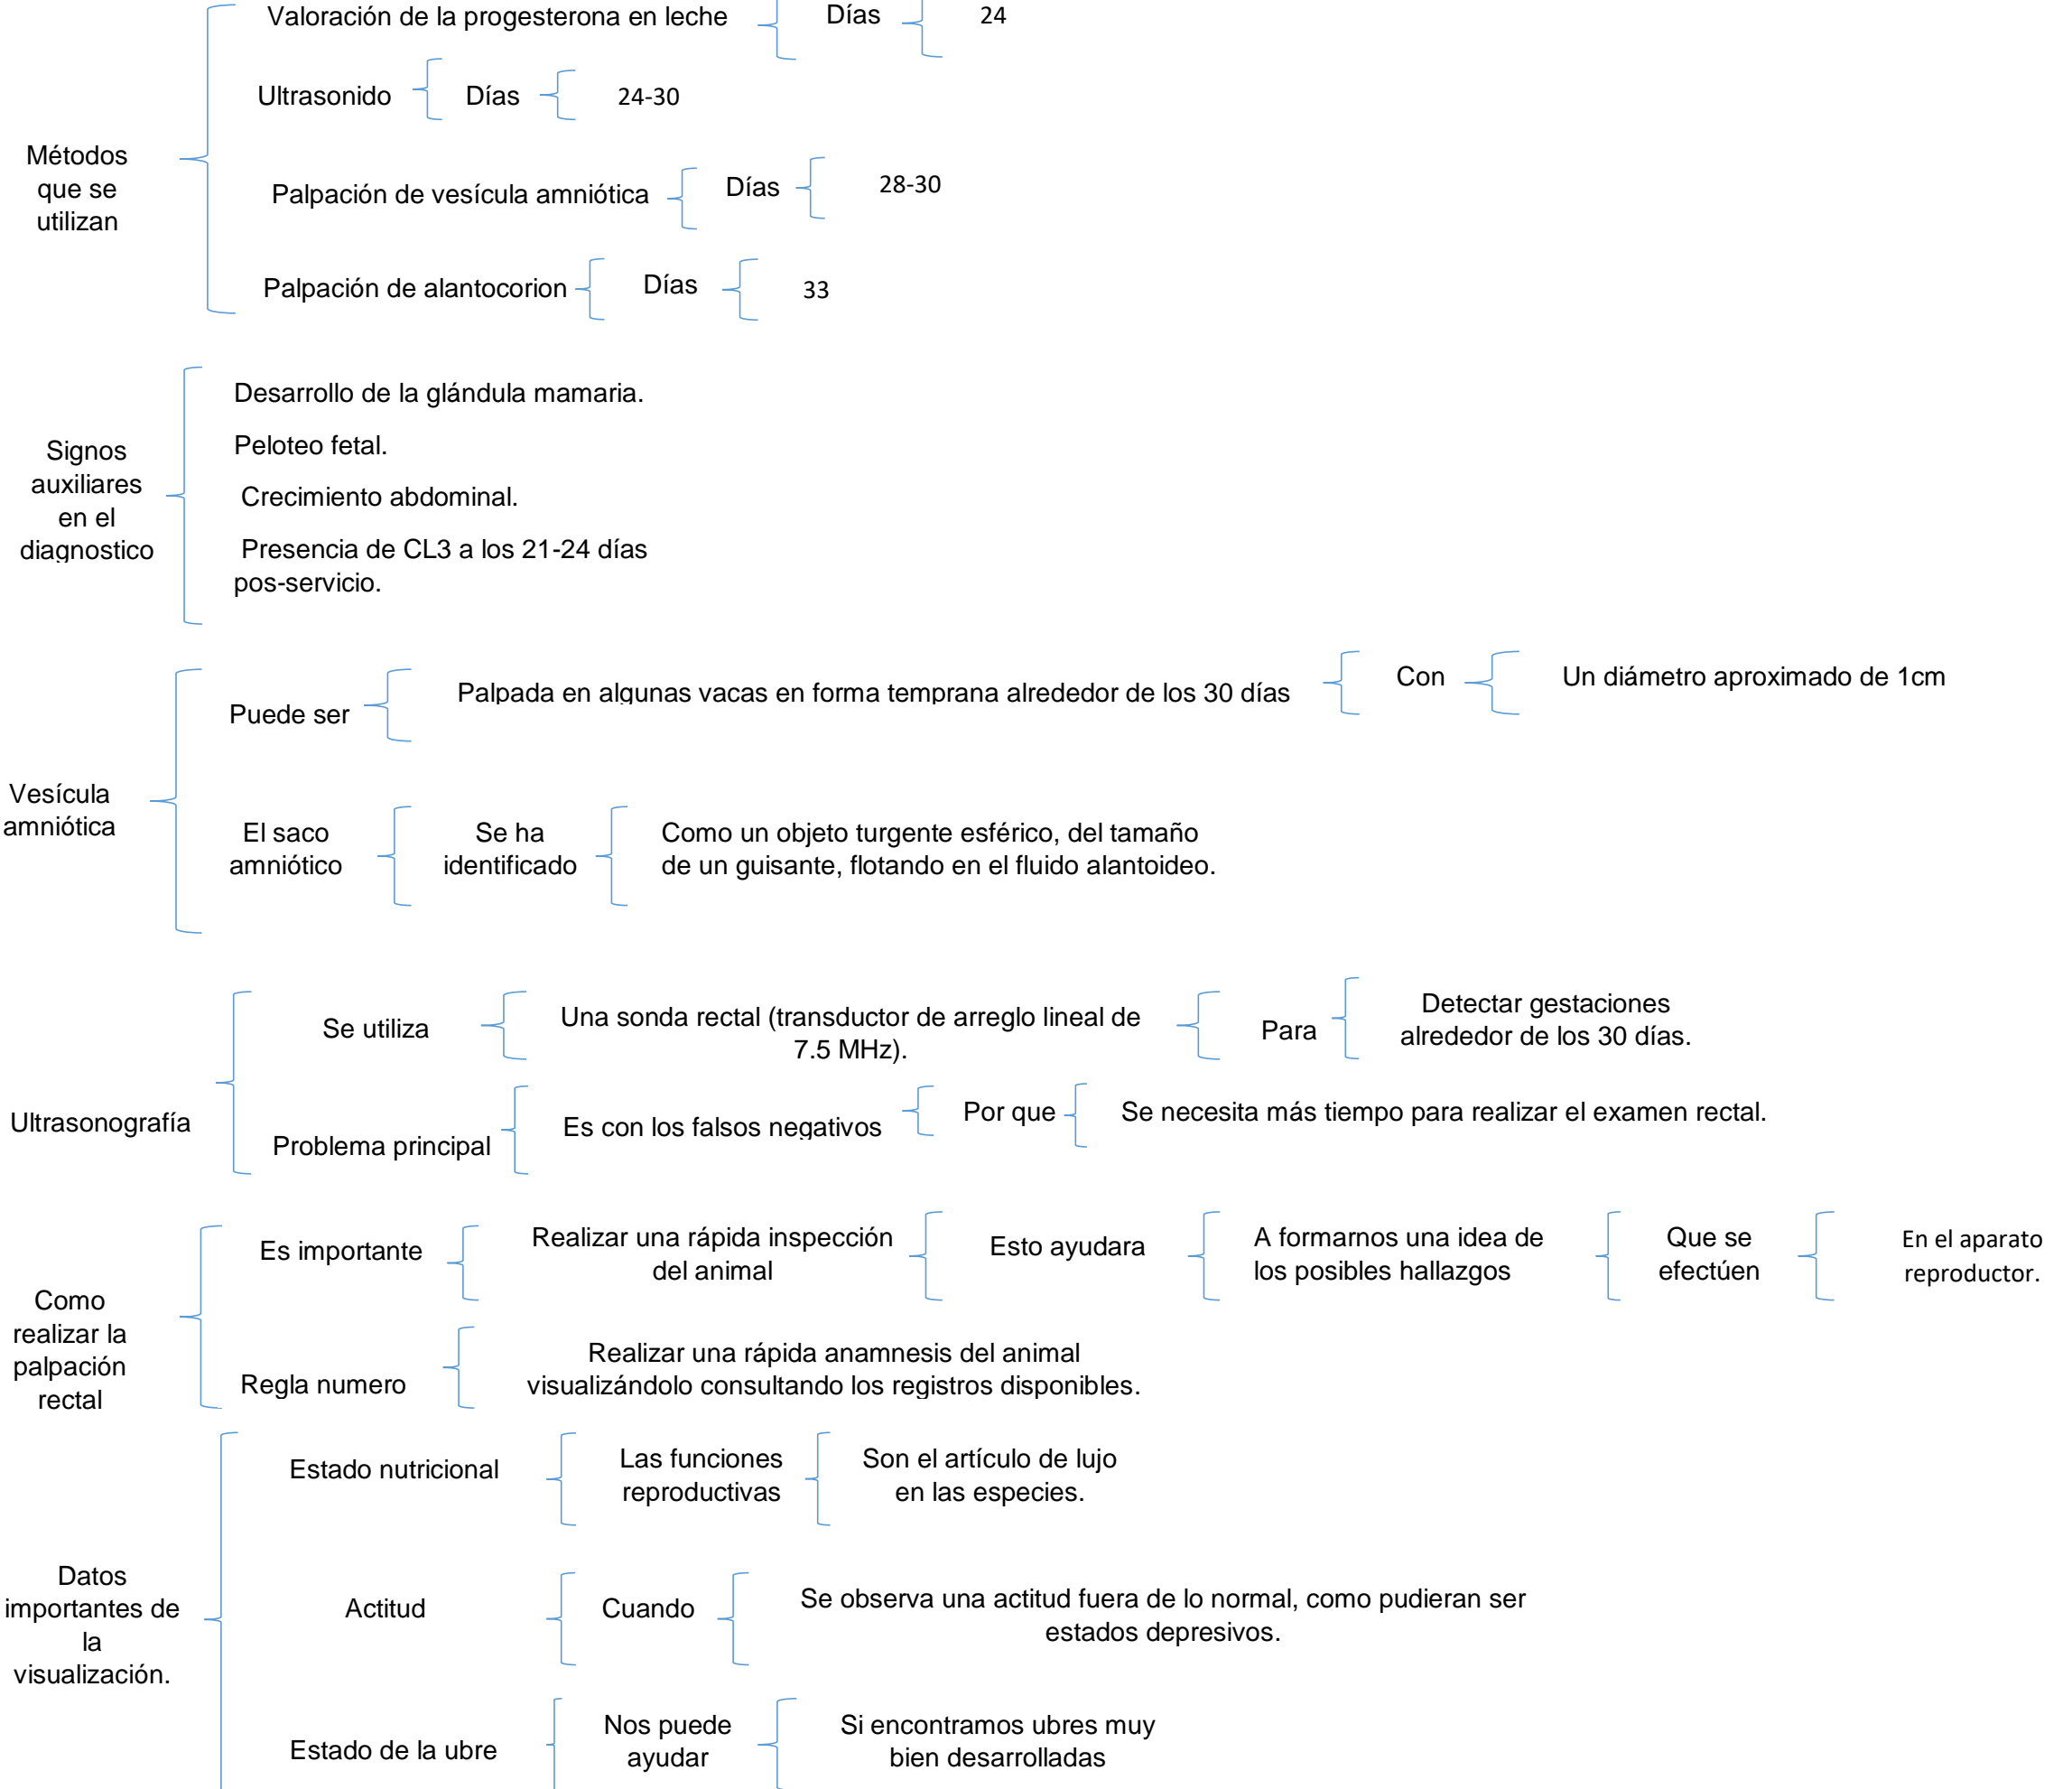 Valoración de la progesterona en leche
Días
24
Ultrasonido
Días
24-30
Métodos
que se
utilizan
Palpación de vesícula amniótica
Días
28-30
Palpación de alantocorion
Días
33
Signos
auxiliares
en el
diagnostico
Desarrollo de la glándula mamaria.
Peloteo fetal.
Crecimiento abdominal.
Presencia de CL3 a los 21-24 días
pos-servicio.
Vesícula
amniótica
Puede ser
Palpada en algunas vacas en forma temprana alrededor de los 30 días
Con
Un diámetro aproximado de 1cm
El saco
amniótico
Se ha
identificado
Como un objeto turgente esférico, del tamaño
de un guisante, flotando en el fluido alantoideo.
Ultrasonografía
Se utiliza
Una sonda rectal (transductor de arreglo lineal de
7.5 MHz).
Para
Detectar gestaciones
alrededor de los 30 días.
Problema principal
Es con los falsos negativos
Por que
Se necesita más tiempo para realizar el examen rectal.
Como
realizar la
palpación
rectal
Es importante
Realizar una rápida inspección
del animal
Esto ayudara
A formarnos una idea de
los posibles hallazgos
Que se
efectúen
En el aparato
reproductor.
Regla numero
Realizar una rápida anamnesis del animal
visualizándolo consultando los registros disponibles.
Datos
importantes de
la
visualización.
Estado nutricional
Las funciones
reproductivas
Son el artículo de lujo
en las especies.
Actitud
Cuando
Se observa una actitud fuera de lo normal, como pudieran ser
estados depresivos.
Estado de la ubre
Nos puede
ayudar
Si encontramos ubres muy
bien desarrolladas